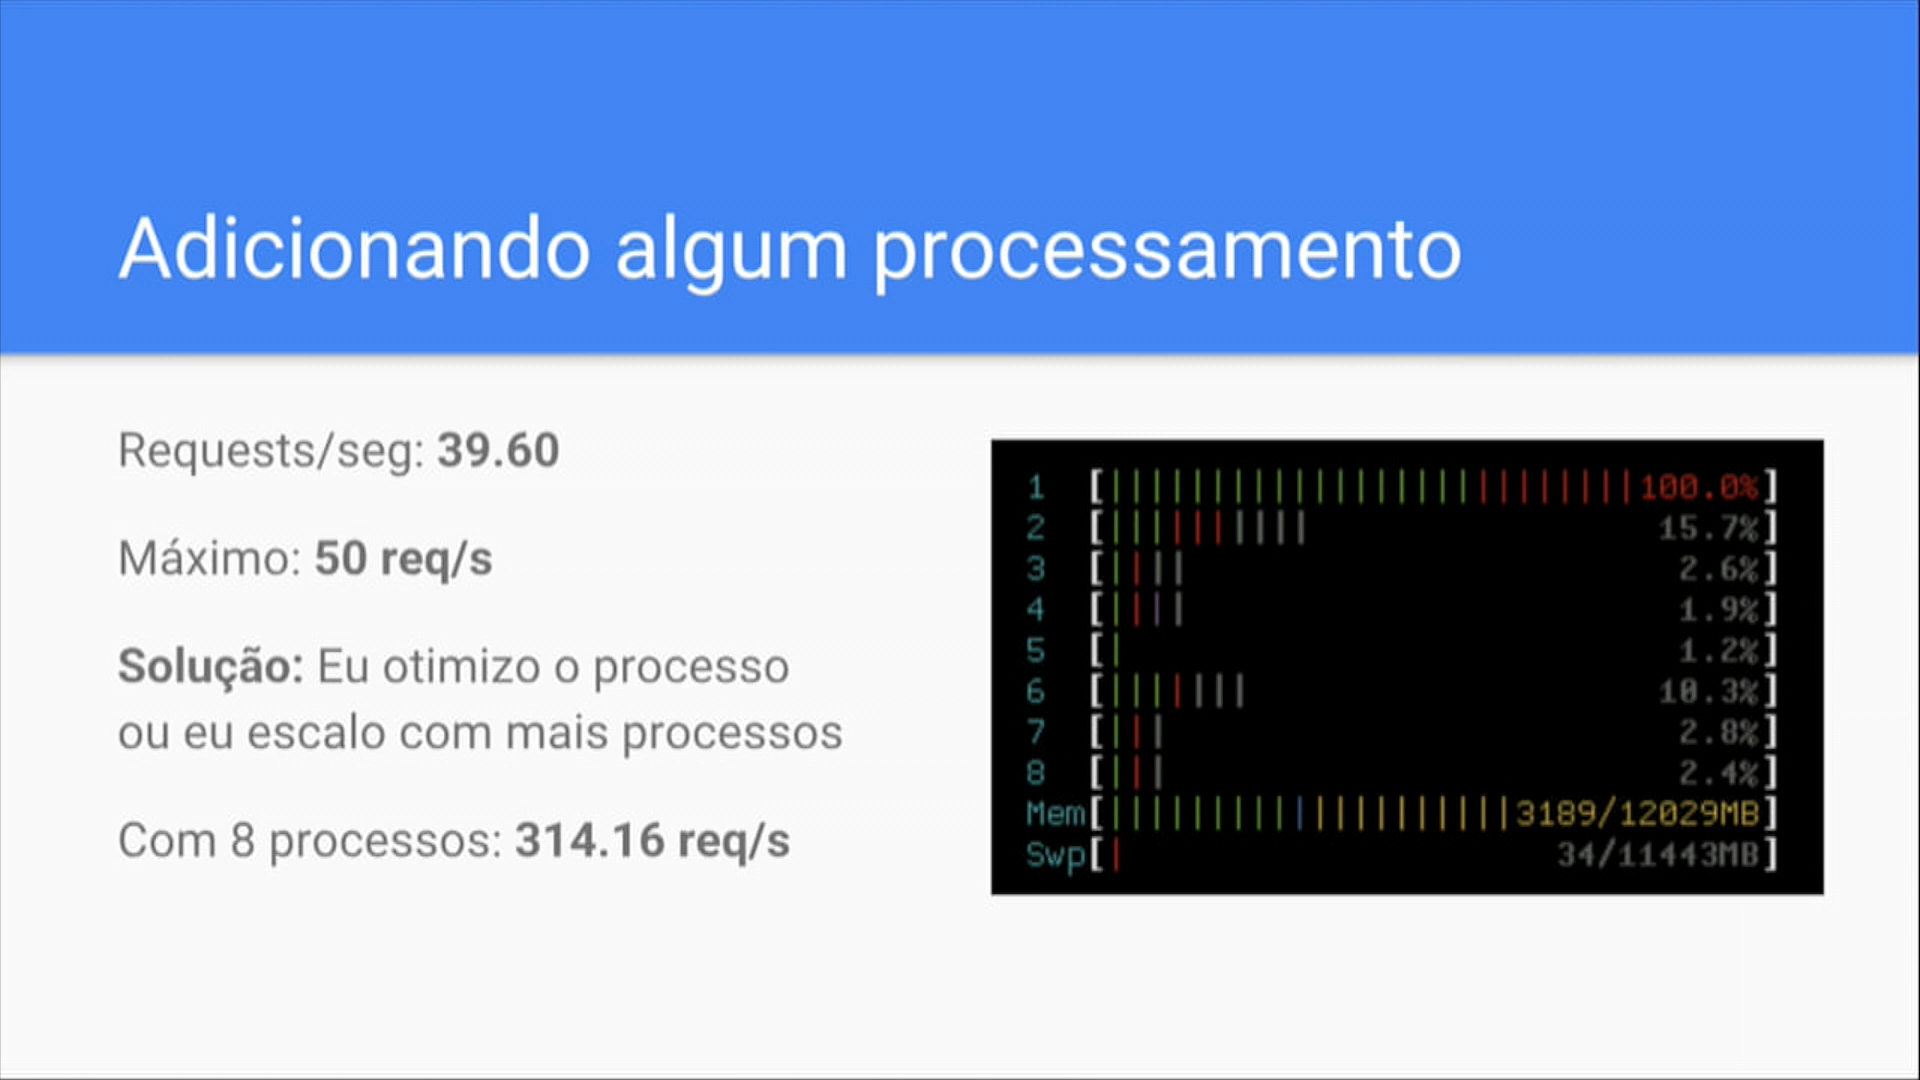 Adicionando algum processamento
Requests/seg: 39.60
Máximo: 50 req/s
Solução: Eu otimizo o processo
ou eu escalo com mais processos
Com 8 processos: 314.16 req/s
1 [||||||||||||||||||||||||||100.0%]
2 [|||||||||| 15.7%]
3 [|||| 2.6%]
4 [|||| 1.9%]
5 [| 1.2%]
6 [||||||| 10.3%]
7 [||| 2.8%]
8 [||| 2.4%]
Mem[||||||||||||||||||||3189/12029MB]
Swp[| 34/11443MB]